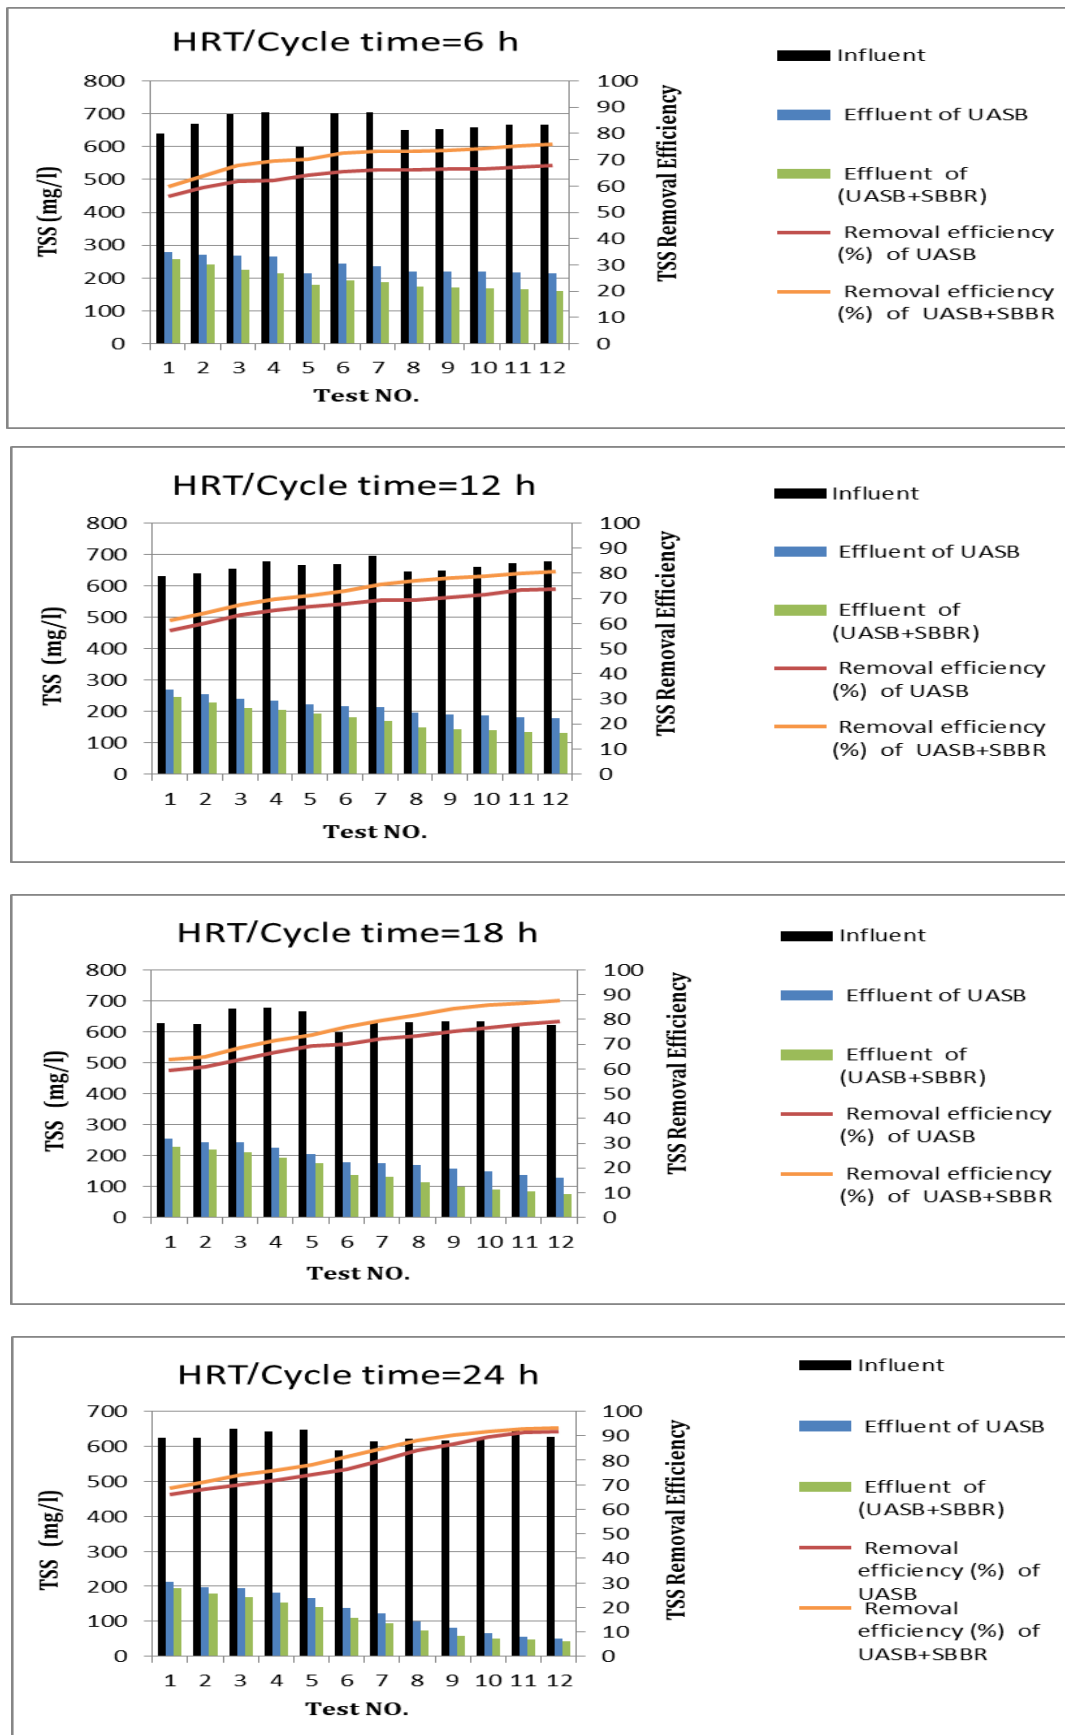 HRT/Cycle time=6 h
TSS (mg/l)
800
700
600
500
400
300
200
100
0
1 2 3 4 5 6 7 8 9 10 11 12
Test NO.
100
90
80
70
60
50
40
30
20
10
0
TSS Removal Efficiency
Influent
Effluent of UASB
Effluent of
(UASB+SBBR)
Removal efficiency
(%) of UASB
Removal efficiency
(%) of UASB+SBBR
HRT/Cycle time=12 h
TSS (mg/l)
800
700
600
500
400
300
200
100
0
1 2 3 4 5 6 7 8 9 10 11 12
Test NO.
100
90
80
70
60
50
40
30
20
10
0
TSS Removal Efficiency
Influent
Effluent of UASB
Effluent of
(UASB+SBBR)
Removal efficiency
(%) of UASB
Removal efficiency
(%) of UASB+SBBR
HRT/Cycle time=18 h
TSS (mg/l)
800
700
600
500
400
300
200
100
0
1 2 3 4 5 6 7 8 9 10 11 12
Test NO.
100
90
80
70
60
50
40
30
20
10
0
TSS Removal Efficiency
Influent
Effluent of UASB
Effluent of
(UASB+SBBR)
Removal efficiency
(%) of UASB
Removal efficiency
(%) of UASB+SBBR
HRT/Cycle time=24 h
TSS (mg/l)
700
600
500
400
300
200
100
0
1 2 3 4 5 6 7 8 9 10 11 12
Test NO.
100
90
80
70
60
50
40
30
20
10
0
TSS Removal Efficiency
Influent
Effluent of UASB
Effluent of
(UASB+SBBR)
Removal
efficiency (%) of
UASB
Removal
efficiency (%) of
UASB+SBBR